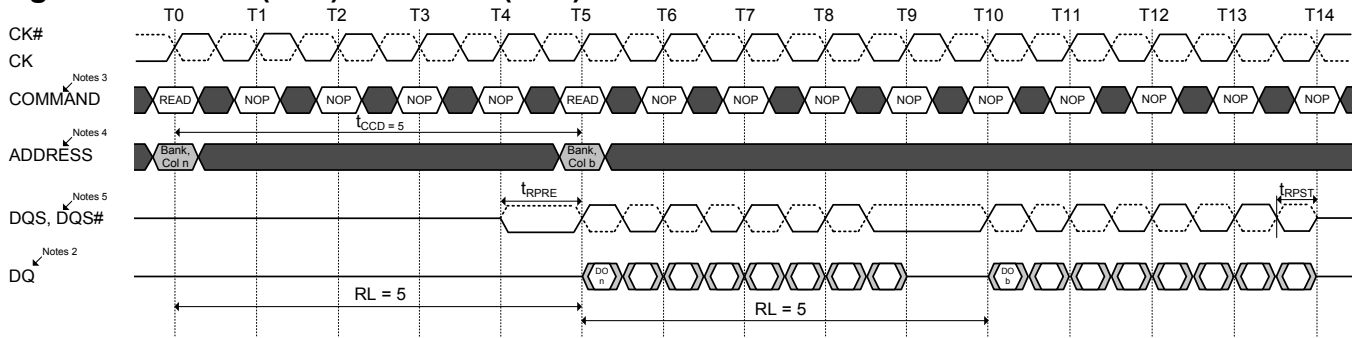 T0 T1 T2 T3 T4 T5 T6 T7 T8 T9 T10 T11 T12 T13 T14
CK#
CK
Notes 3
COMMAND READ NOP NOP NOP NOP READ NOP NOP NOP NOP NOP NOP NOP NOP NOP
tCCD = 5
Notes 4
ADDRESS
Bank, Col n
Bank, Col b
tRPRE
tRPST
Notes 5
DQS, DQS#
Notes 2
DQ
DO n
DO b
RL = 5
RL = 5